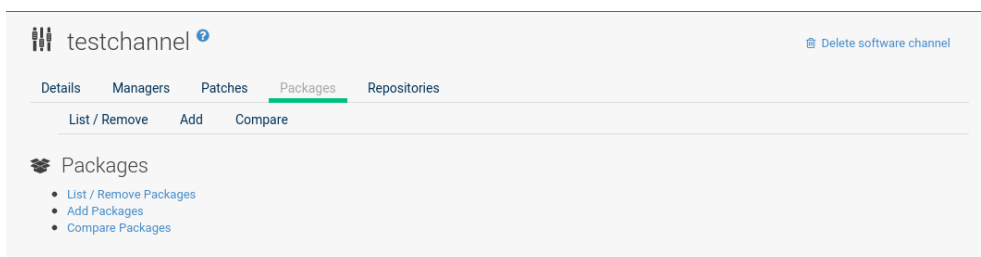 testchannel ?
Delete software channel
Details Managers Patches Packages Repositories
List / Remove Add Compare
Packages
List / Remove Packages
Add Packages
Compare Packages